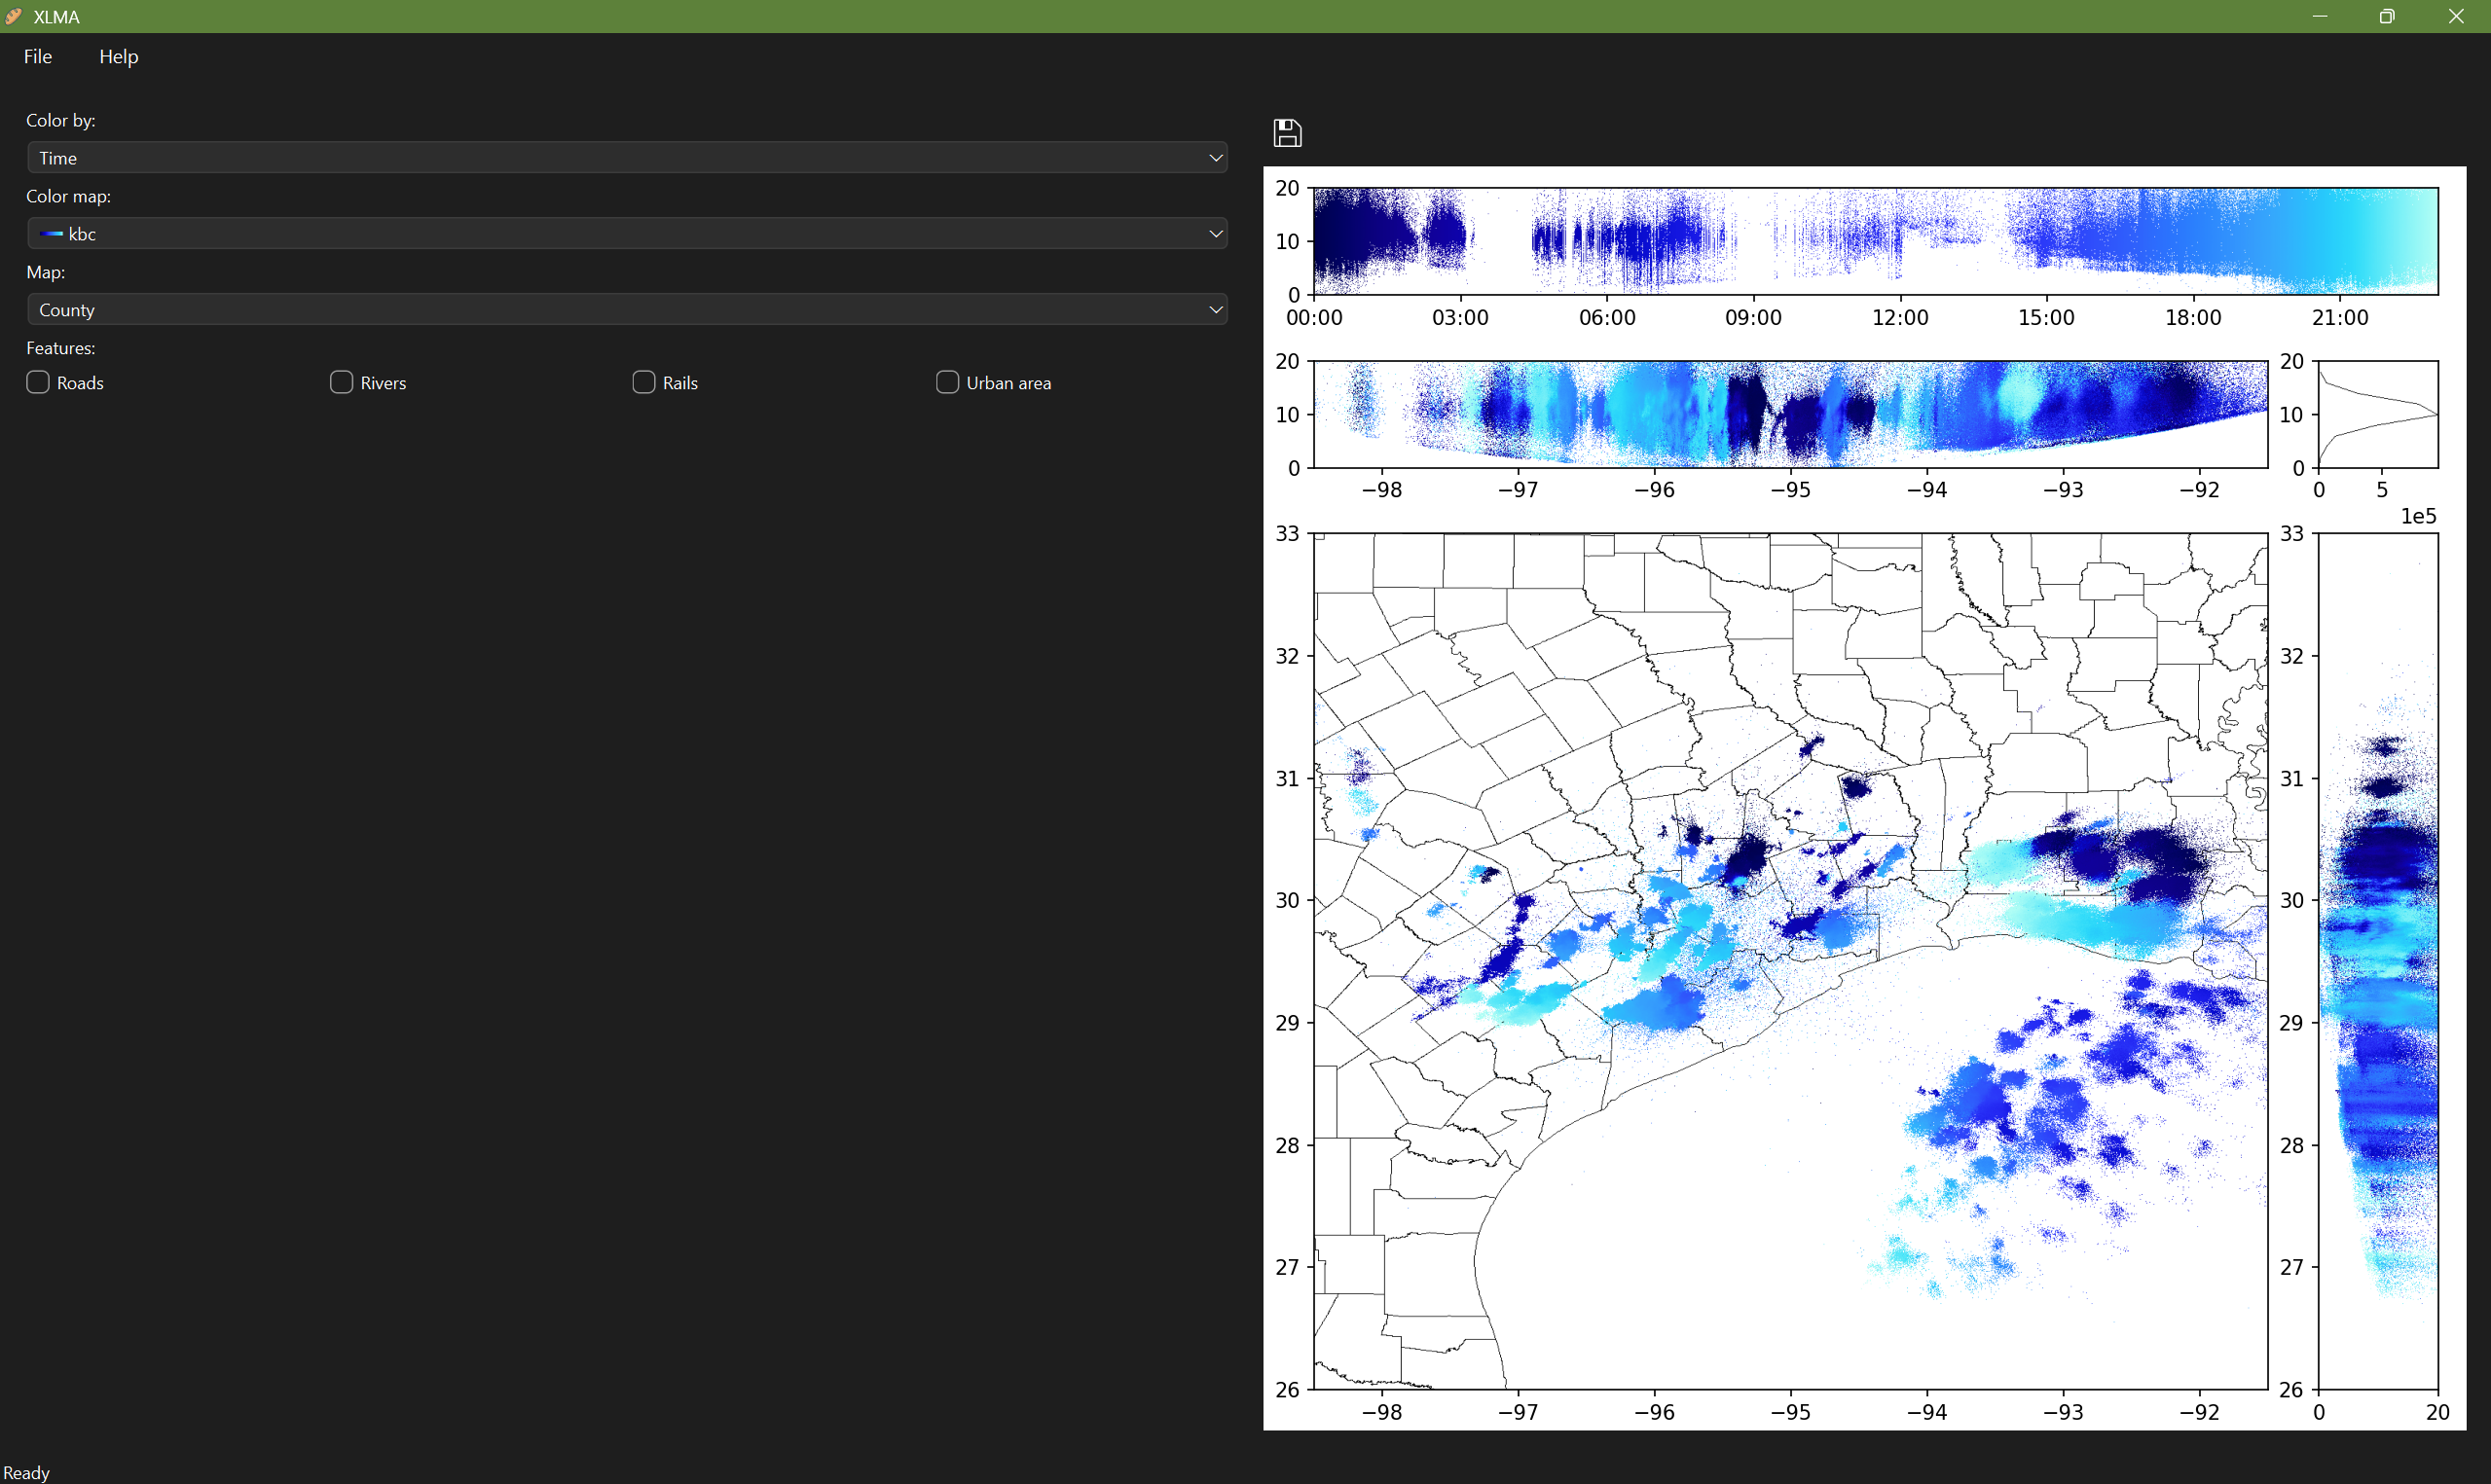 XLMA
File Help
Color by:
Time
Color map:
kbc
Map:
County
Features:
Roads Rivers Rails Urban area
20
10
0
00:00 03:00 06:00 09:00 12:00 15:00 18:00 21:00
20 20
10 10
0 0
−98 −97 −96 −95 −94 −93 −92 0 5
1e5
33 33
32 32
31 31
30 30
29 29
28 28
27 27
26 26
−98 −97 −96 −95 −94 −93 −92 0 20
Ready